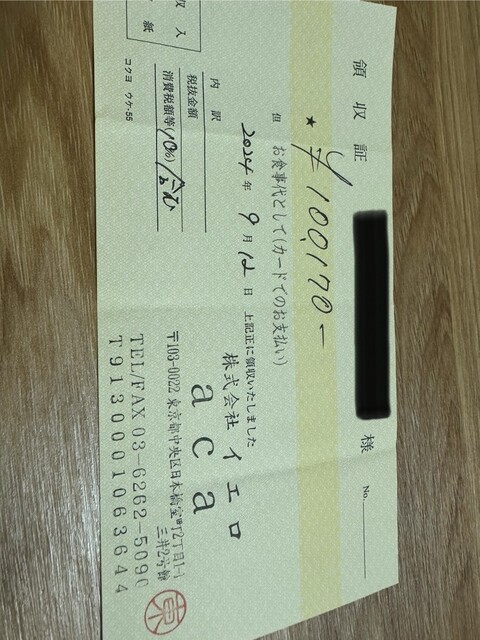 領収証
様
No.
★ ¥100,170-
但 お食事代として(カードでのお支払い)
2024年 9月12日 上記正に領収いたしました
内訳
税抜金額
消費税額等(10%) 含む
収入
紙
コクヨ ウケ-55
株式会社イエロ
aca
〒103-0022 東京都中央区日本橋室町2丁目1-1
三井2号館
TEL/FAX 03-6262-5090
T9130001063644